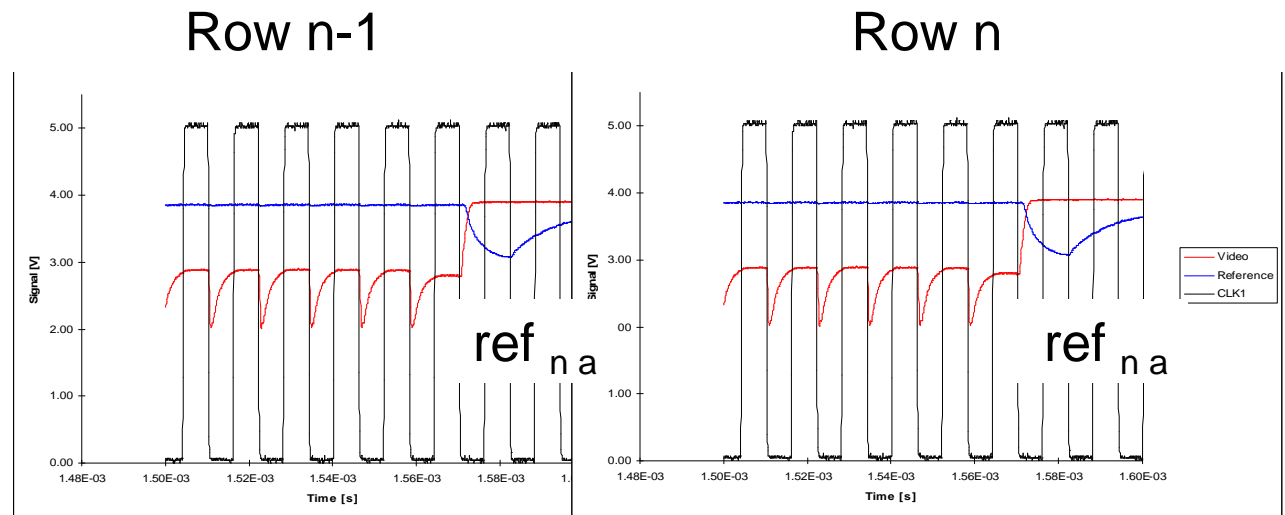 Row n-1
Row n
5.00
4.00
3.00
2.00
1.00
0.00
Signal [V]
1.48E-03
1.50E-03
1.52E-03
1.54E-03
1.56E-03
1.58E-03
1.
Time [s]
ref n a
5.00
4.00
3.00
00
1.00
0.00
Signal [V]
1.48E-03
1.50E-03
1.52E-03
1.54E-03
1.56E-03
1.58E-03
1.60E-03
Time [s]
ref n a
Video
Reference
CLK1